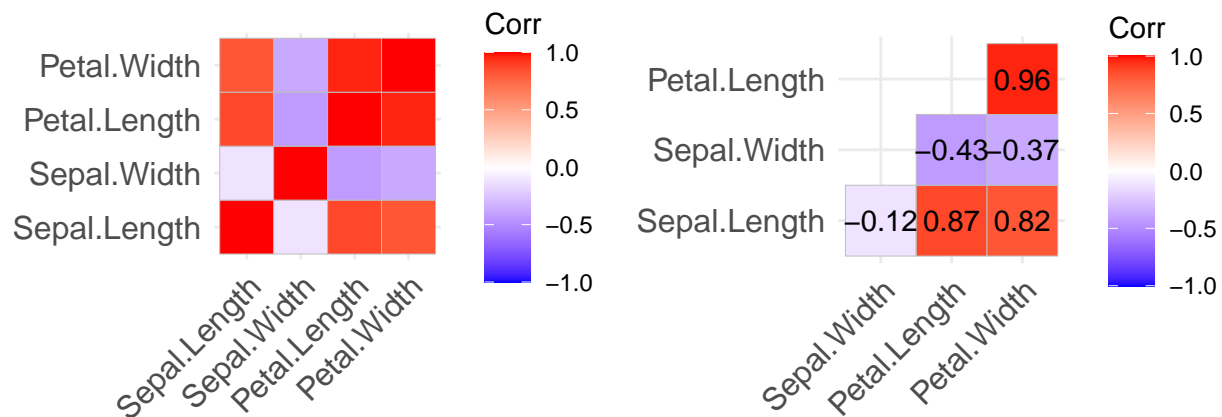 Corr
Petal.Width
Petal.Length
Sepal.Width
Sepal.Length
1.0
0.5
0.0
−0.5
−1.0
Sepal.Length
Sepal.Width
Petal.Length
Petal.Width
Corr
Petal.Length
Sepal.Width
Sepal.Length
0.96
−0.43 −0.37
−0.12 0.87 0.82
1.0
0.5
0.0
−0.5
−1.0
Sepal.Width
Petal.Length
Petal.Width